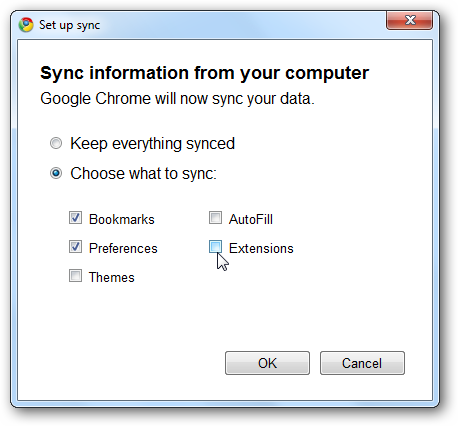 Set up sync
Sync information from your computer
Google Chrome will now sync your data.
Keep everything synced
Choose what to sync:
Bookmarks AutoFill
Preferences Extensions
Themes
OK Cancel